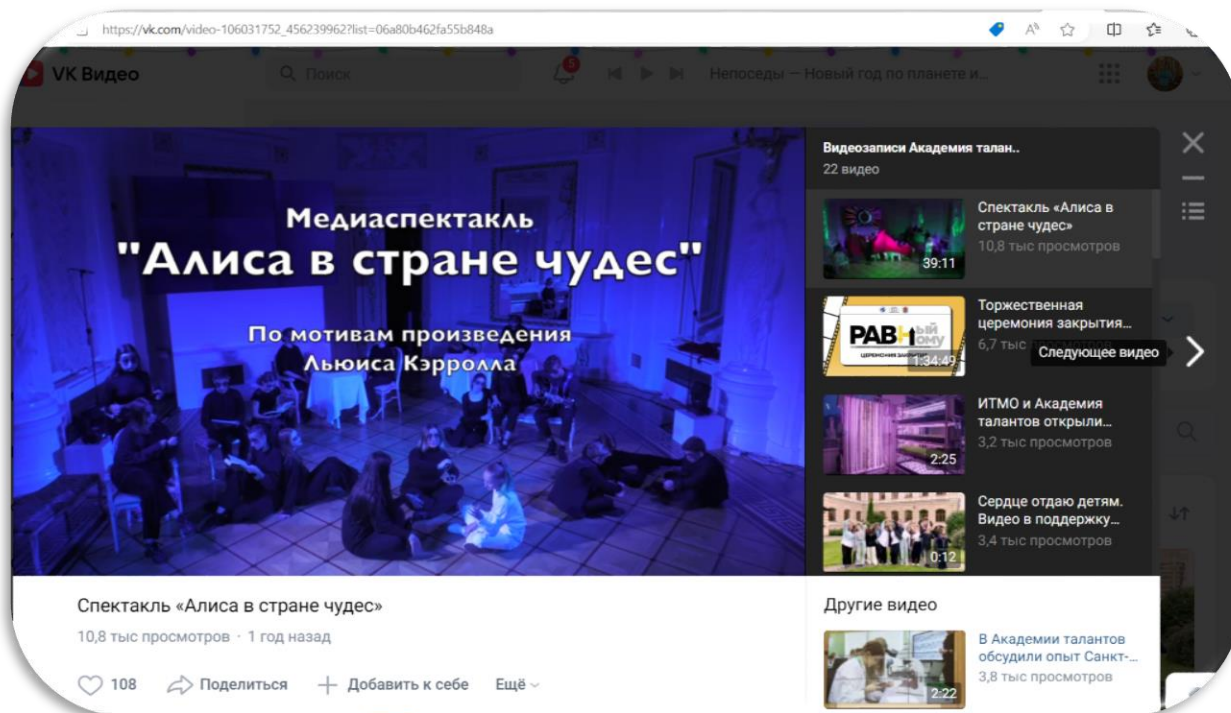 https://vk.com/video-106031752_456239962?list=06a80b462fa55b848a
VK Видео
Поиск
5
Непоседы — Новый год по планете и...
Медиаспектакль
"Алиса в стране чудес"
По мотивам произведения
Льюиса Кэрролла
Видеозаписи Академия талан..
22 видео
39:11
Спектакль «Алиса в
стране чудес»
10,8 тыс просмотров
РАВНЫЙ
ОМУ
ЦЕРЕМОНИЯ ЗАКРЫТИЯ
1:34:49
Торжественная
церемония закрытия...
6,7 тыс
Следующее видео
2:25
ИТМО и Академия
талантов открыли...
3,2 тыс просмотров
0:12
Сердце отдаю детям.
Видео в поддержку...
3,4 тыс просмотров
Спектакль «Алиса в стране чудес»
10,8 тыс просмотров · 1 год назад
108
Поделиться
Добавить к себе
Ещё
Другие видео
2:22
В Академии талантов
обсудили опыт Санкт-...
3,8 тыс просмотров